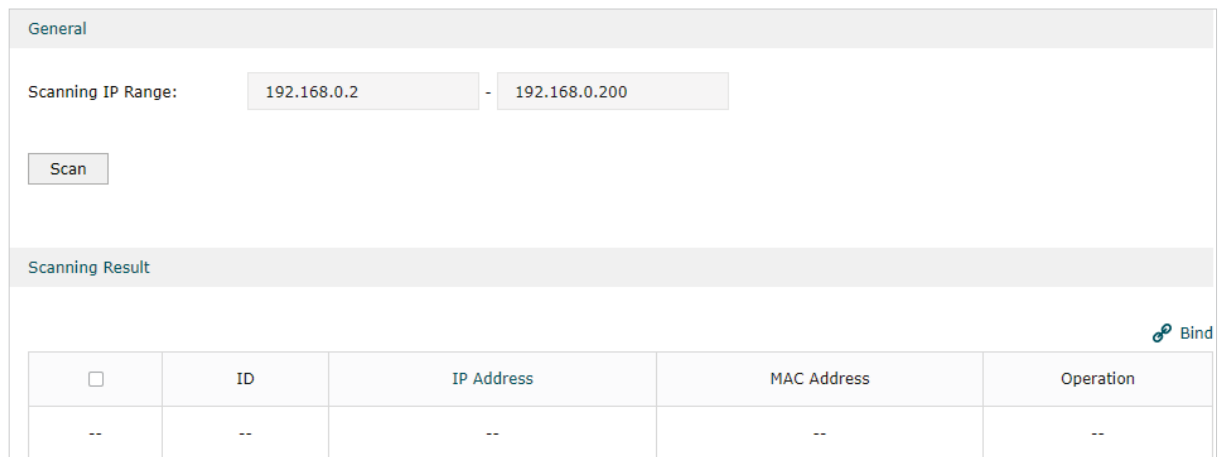 General
Scanning IP Range: 192.168.0.2 - 192.168.0.200
Scan
Scanning Result
Bind
ID IP Address MAC Address Operation
-- -- -- -- --